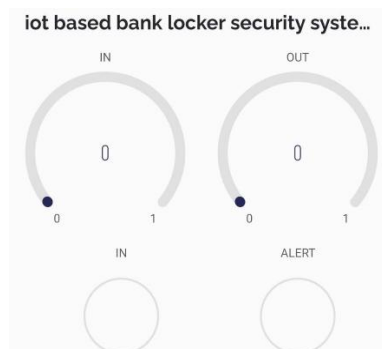 iot based bank locker security syste...
IN OUT
0 0
0 1 0 1
IN ALERT